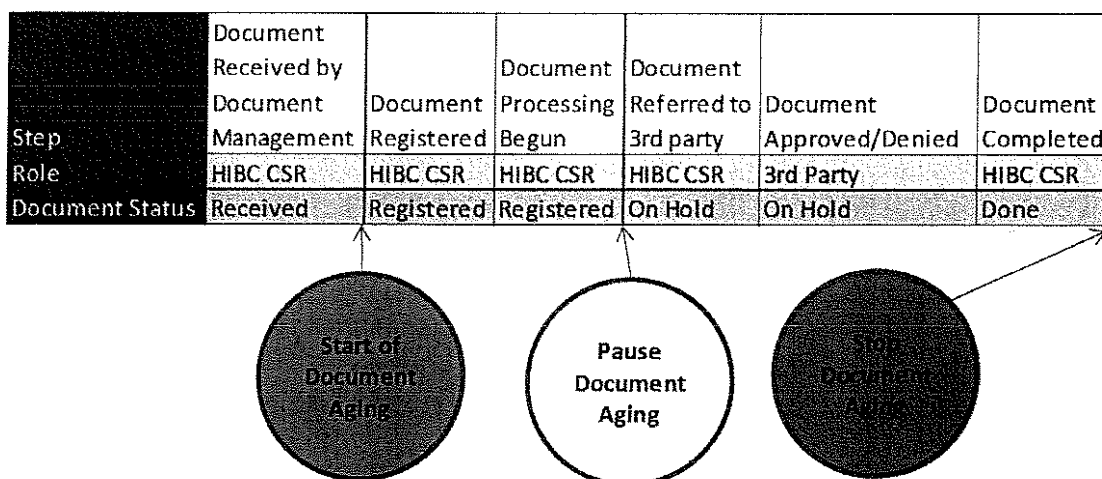 Step
Document
Received by
Document
Management
Document
Registered
Document
Processing
Begun
Document
Referred to
3rd party
Document
Approved/Denied
Document
Completed
Role HIBC CSR HIBC CSR HIBC CSR HIBC CSR 3rd Party HIBC CSR
Document Status Received Registered Registered On Hold On Hold Done
Start of
Document
Aging
Pause
Document
Aging
Stop
Document
Aging